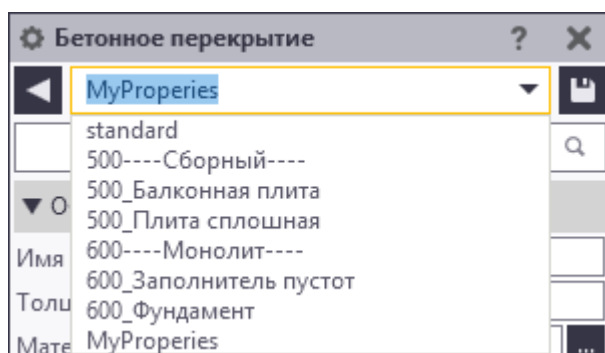 Бетонное перекрытие ?
MyProperies
standard
500----Сборный----
500_Балконная плита
500_Плита сплошная
600----Монолит----
600_Заполнитель пустот
600_Фундамент
MyProperies
Имя
...